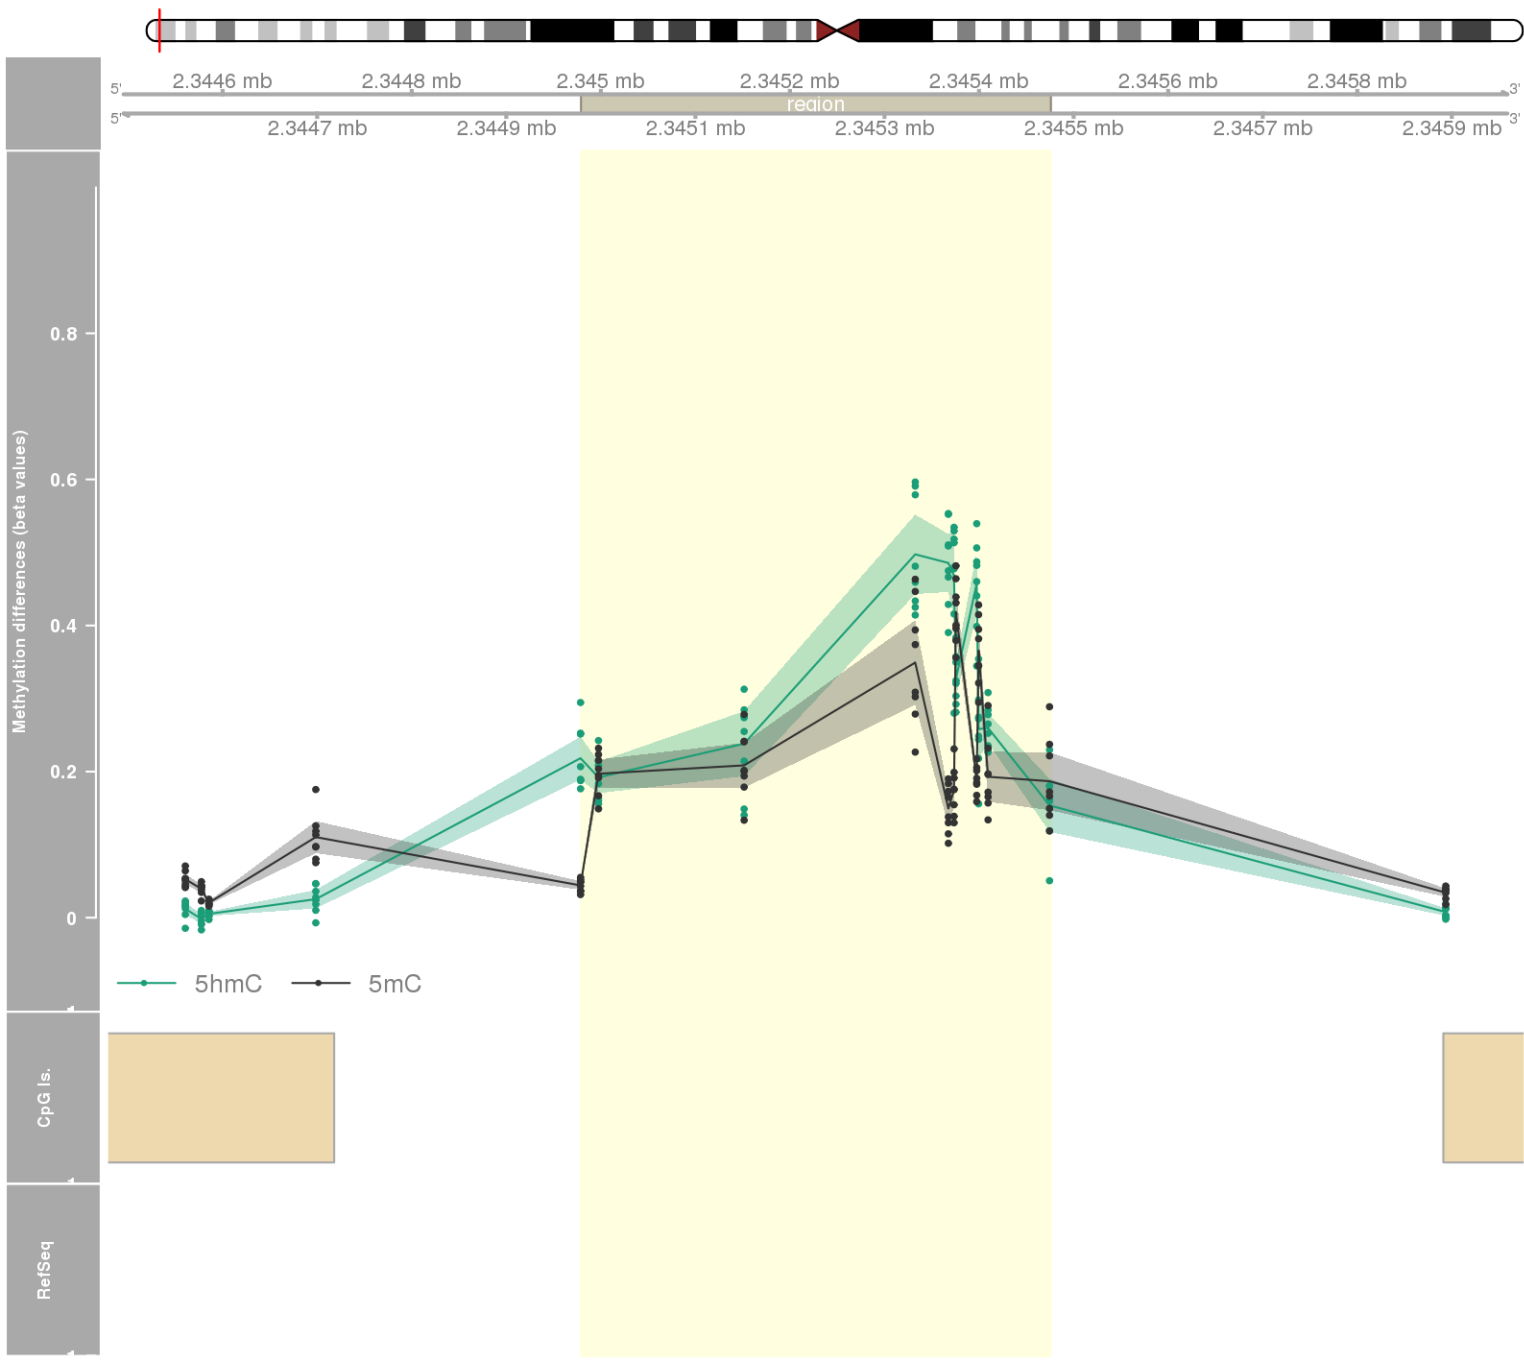 2.3446 mb 2.3448 mb 2.345 mb 2.3452 mb 2.3454 mb 2.3456 mb 2.3458 mb
5' 3'
region
5' 3'
2.3447 mb 2.3449 mb 2.3451 mb 2.3453 mb 2.3455 mb 2.3457 mb 2.3459 mb
Methylation differences (beta values)
0.8
0.6
0.4
0.2
0
5hmC 5mC
CpG Is.
RefSeq